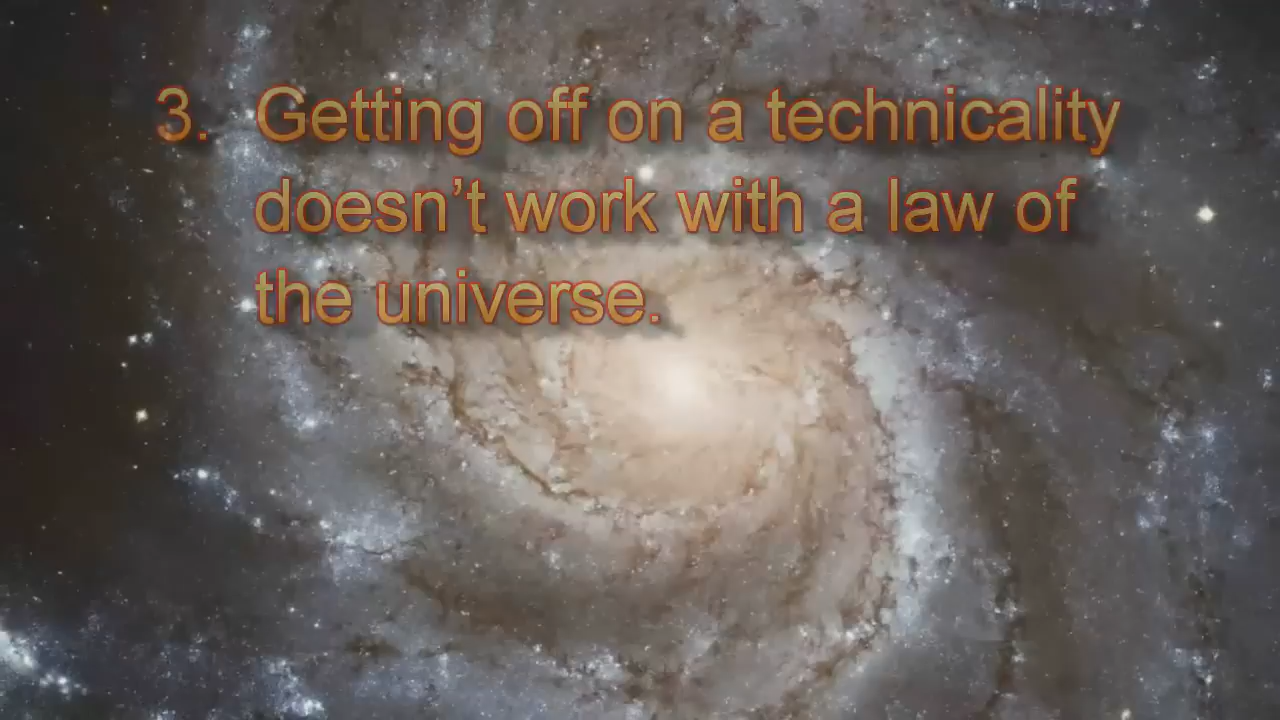 3. Getting off on a technicality
doesn’t work with a law of
the universe.